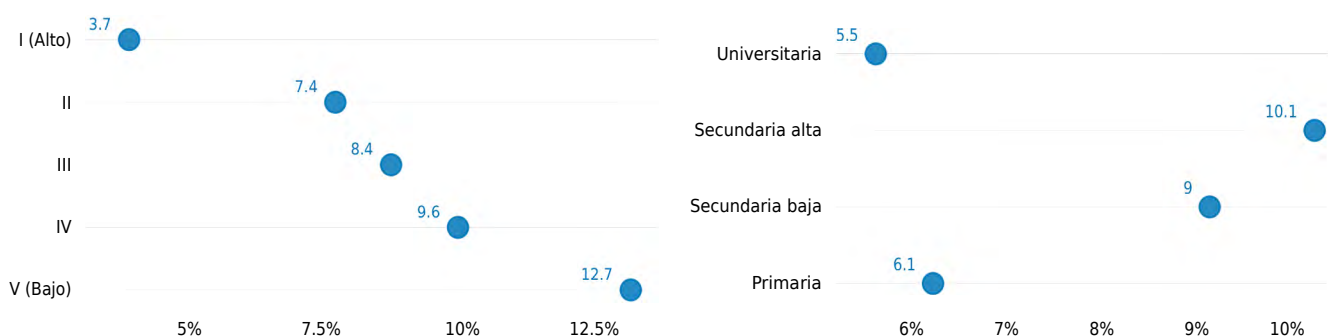 3.7
I (Alto)
7.4
II
8.4
III
9.6
IV
12.7
V (Bajo)
5% 7.5% 10% 12.5%
5.5
Universitaria
10.1
Secundaria alta
9
Secundaria baja
6.1
Primaria
6% 7% 8% 9% 10%